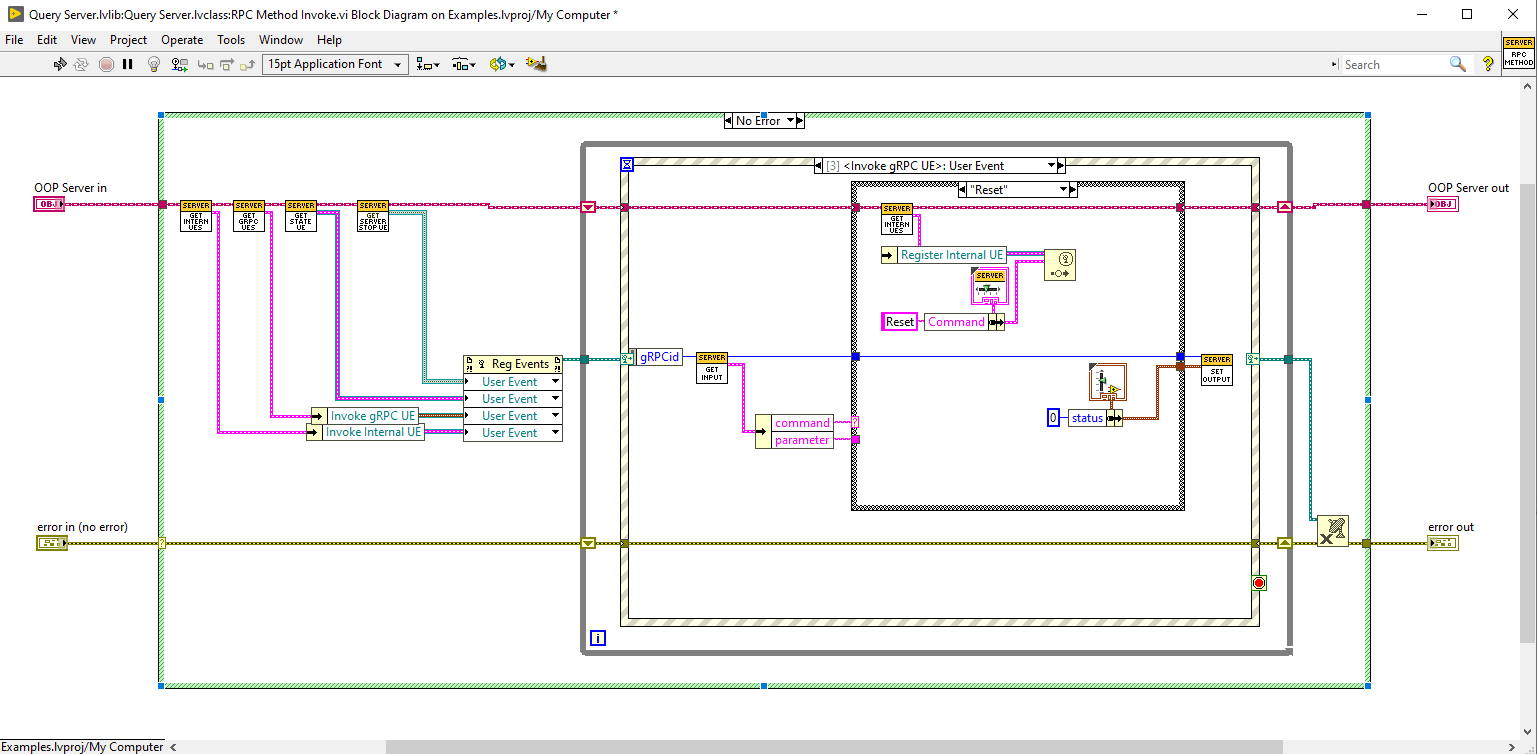 Query Server.lvlib:Query Server.lvclass:RPC Method Invoke.vi Block Diagram on Examples.lvproj/My Computer *
File Edit View Project Operate Tools Window Help
15pt Application Font
Search
?
SERVER
RPC
METHOD
No Error
[3] <Invoke gRPC UE>: User Event
"Reset"
OOP Server in
OBJ
SERVER
GET
INTERN
UES
SERVER
GET
GRPC
UES
SERVER
GET
STATE
UE
SERVER
GET
SERVER
STOP UE
SERVER
GET
INTERN
UES
OOP Server out
OBJ
Register Internal UE
SERVER
Reset
Command
gRPCid
SERVER
GET
INPUT
SERVER
SET
OUTPUT
Reg Events
User Event
User Event
Invoke gRPC UE
User Event
Invoke Internal UE
User Event
0
status
command
parameter
error in (no error)
error out
i
Examples.lvproj/My Computer